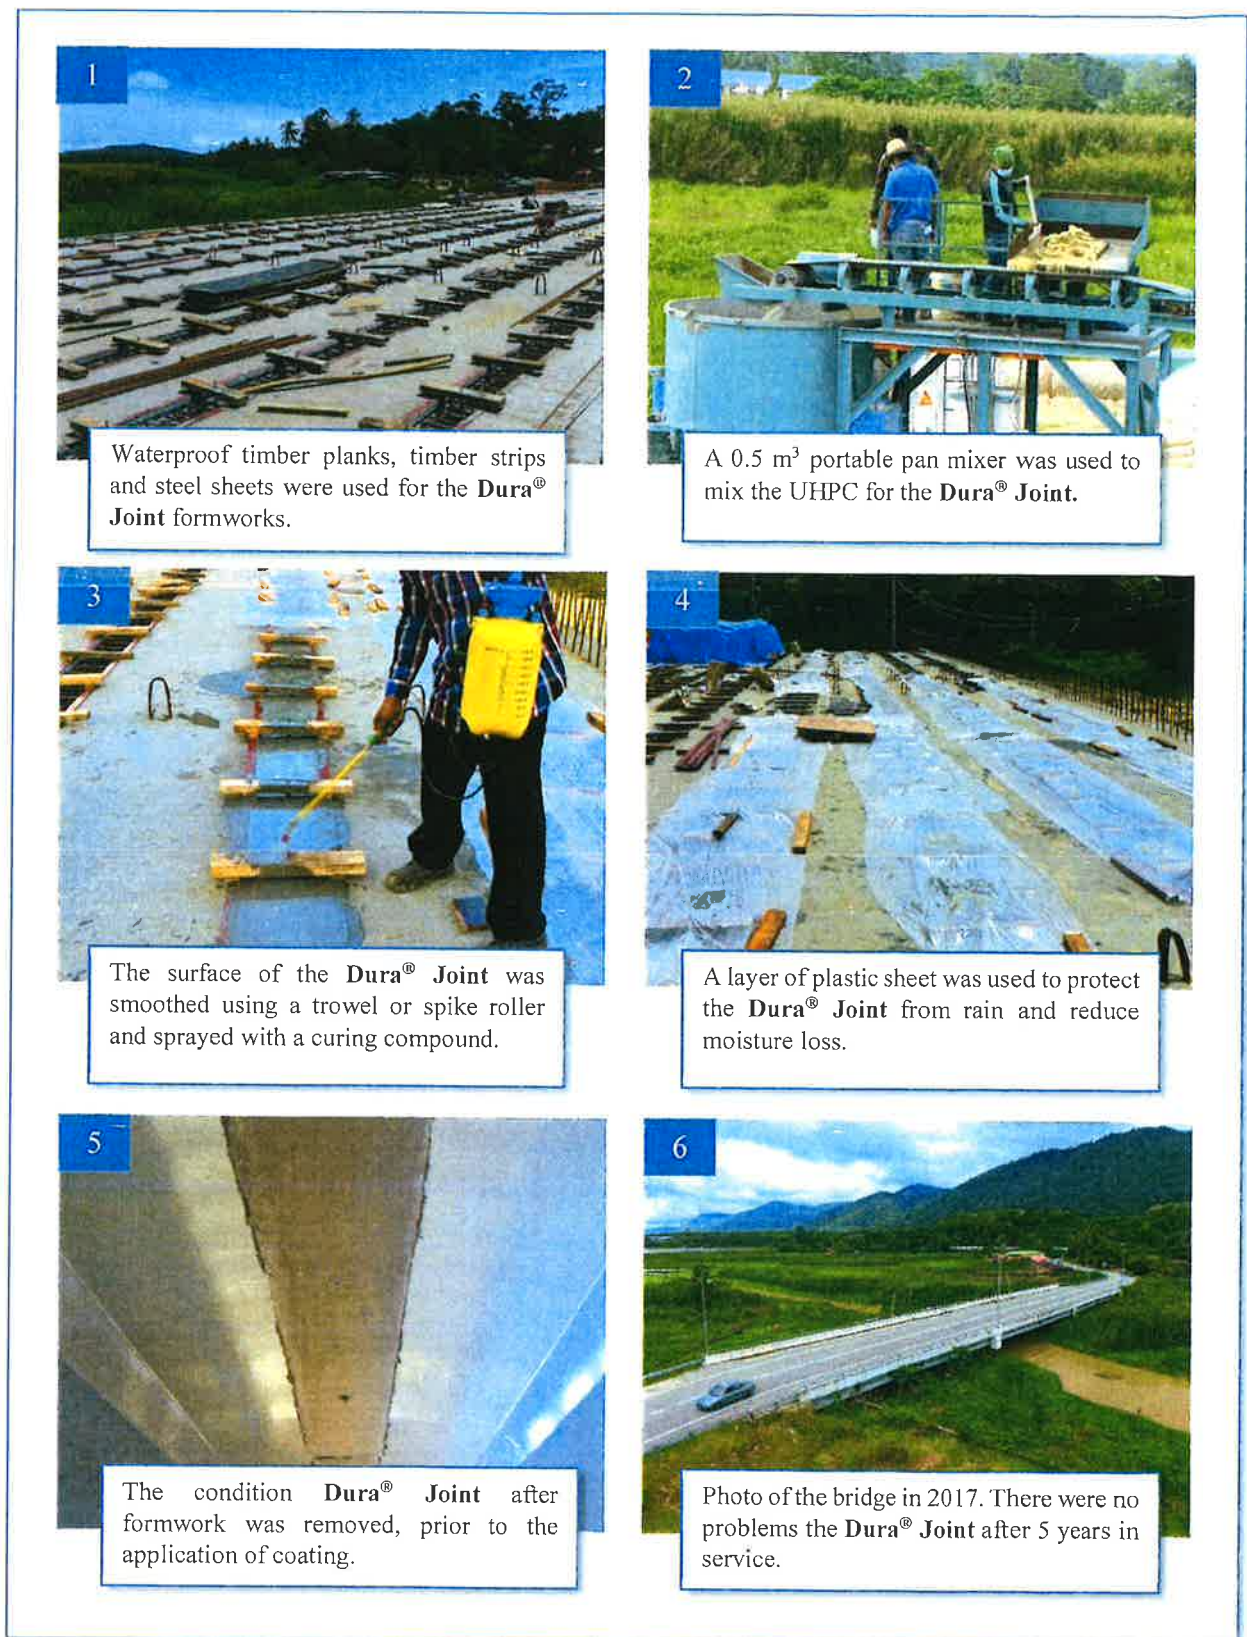 1
Waterproof timber planks, timber strips
and steel sheets were used for the Dura®
Joint formworks.
2
A 0.5 m³ portable pan mixer was used to
mix the UHPC for the Dura® Joint.
3
The surface of the Dura® Joint was
smoothed using a trowel or spike roller
and sprayed with a curing compound.
4
A layer of plastic sheet was used to protect
the Dura® Joint from rain and reduce
moisture loss.
5
The condition Dura® Joint after
formwork was removed, prior to the
application of coating.
6
Photo of the bridge in 2017. There were no
problems the Dura® Joint after 5 years in
service.